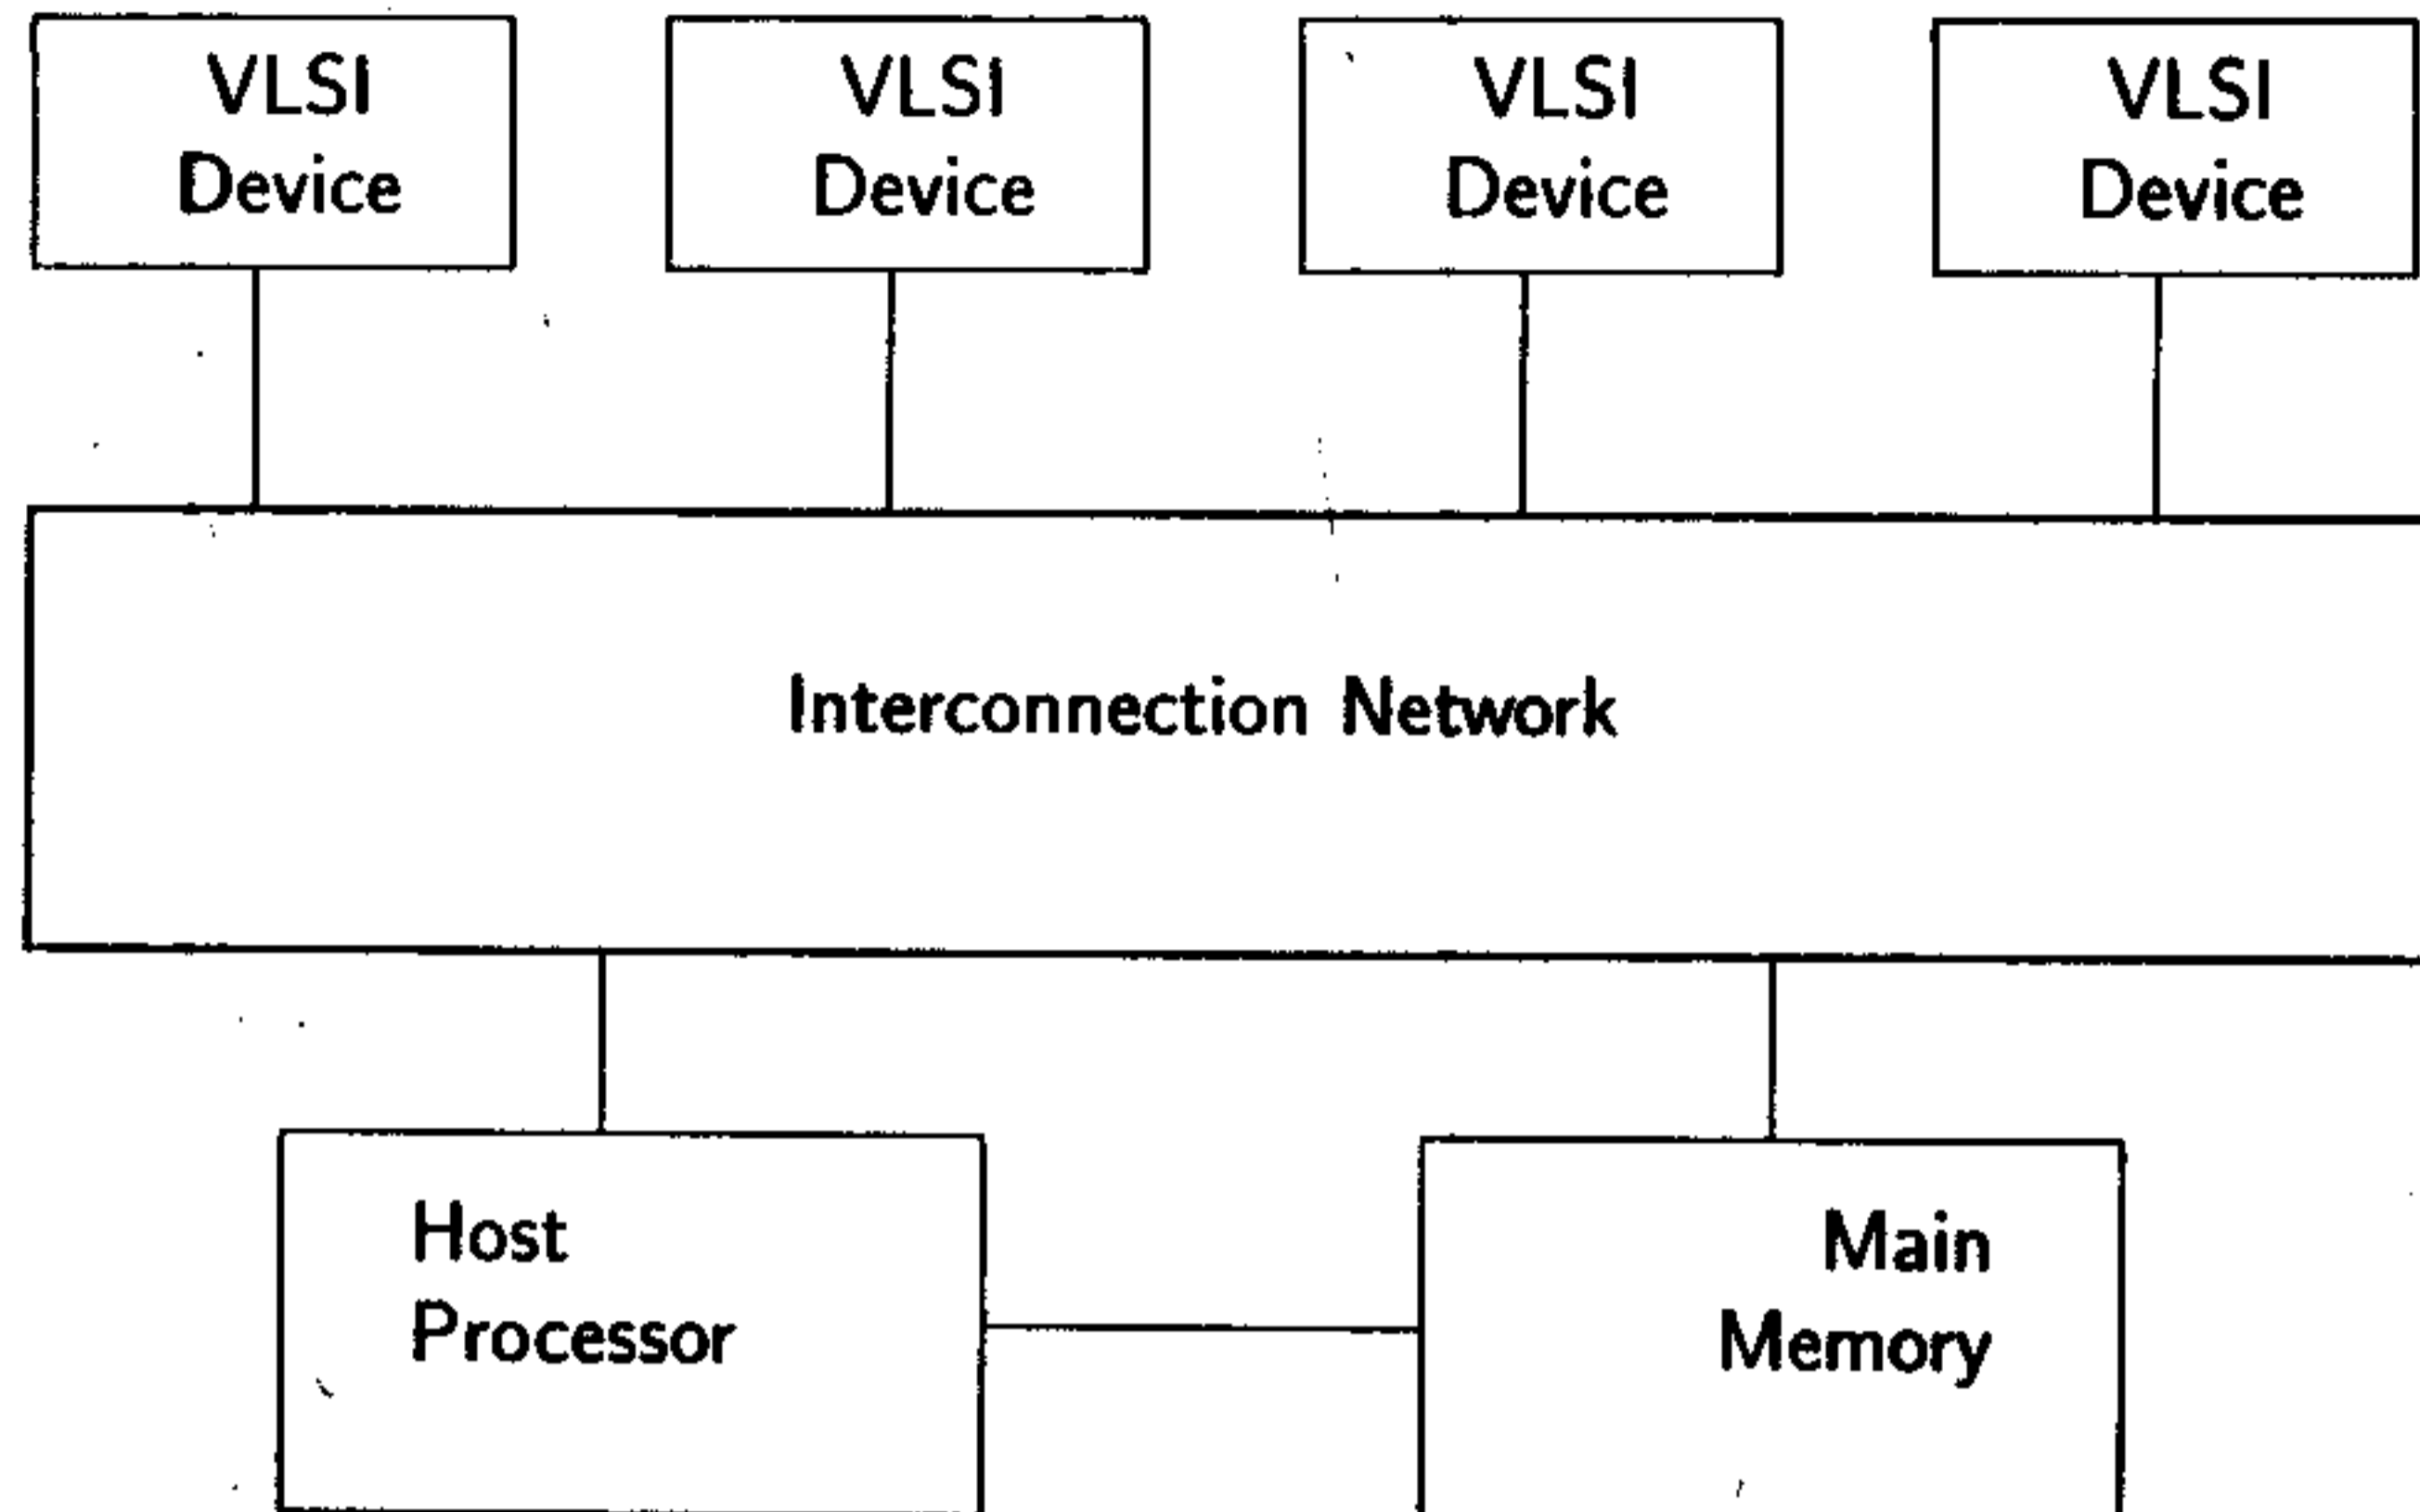 VLSI
Device
VLSI
Device
VLSI
Device
VLSI
Device
Interconnection Network
Host
Processor
Main
Memory